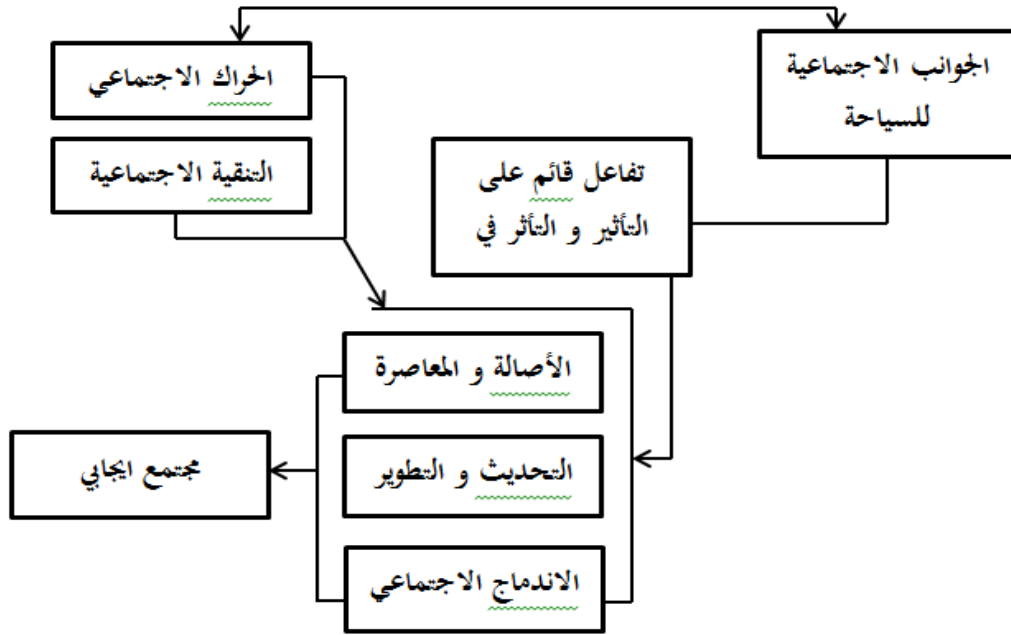 الجوانب الاجتماعية
للسياحة
الحراك الاجتماعي
التنقية الاجتماعية
تفاعل قائم على
التأثير و التأثر في
الأصالة و المعاصرة
التحديث و التطوير
الاندماج الاجتماعي
مجتمع ايجابي